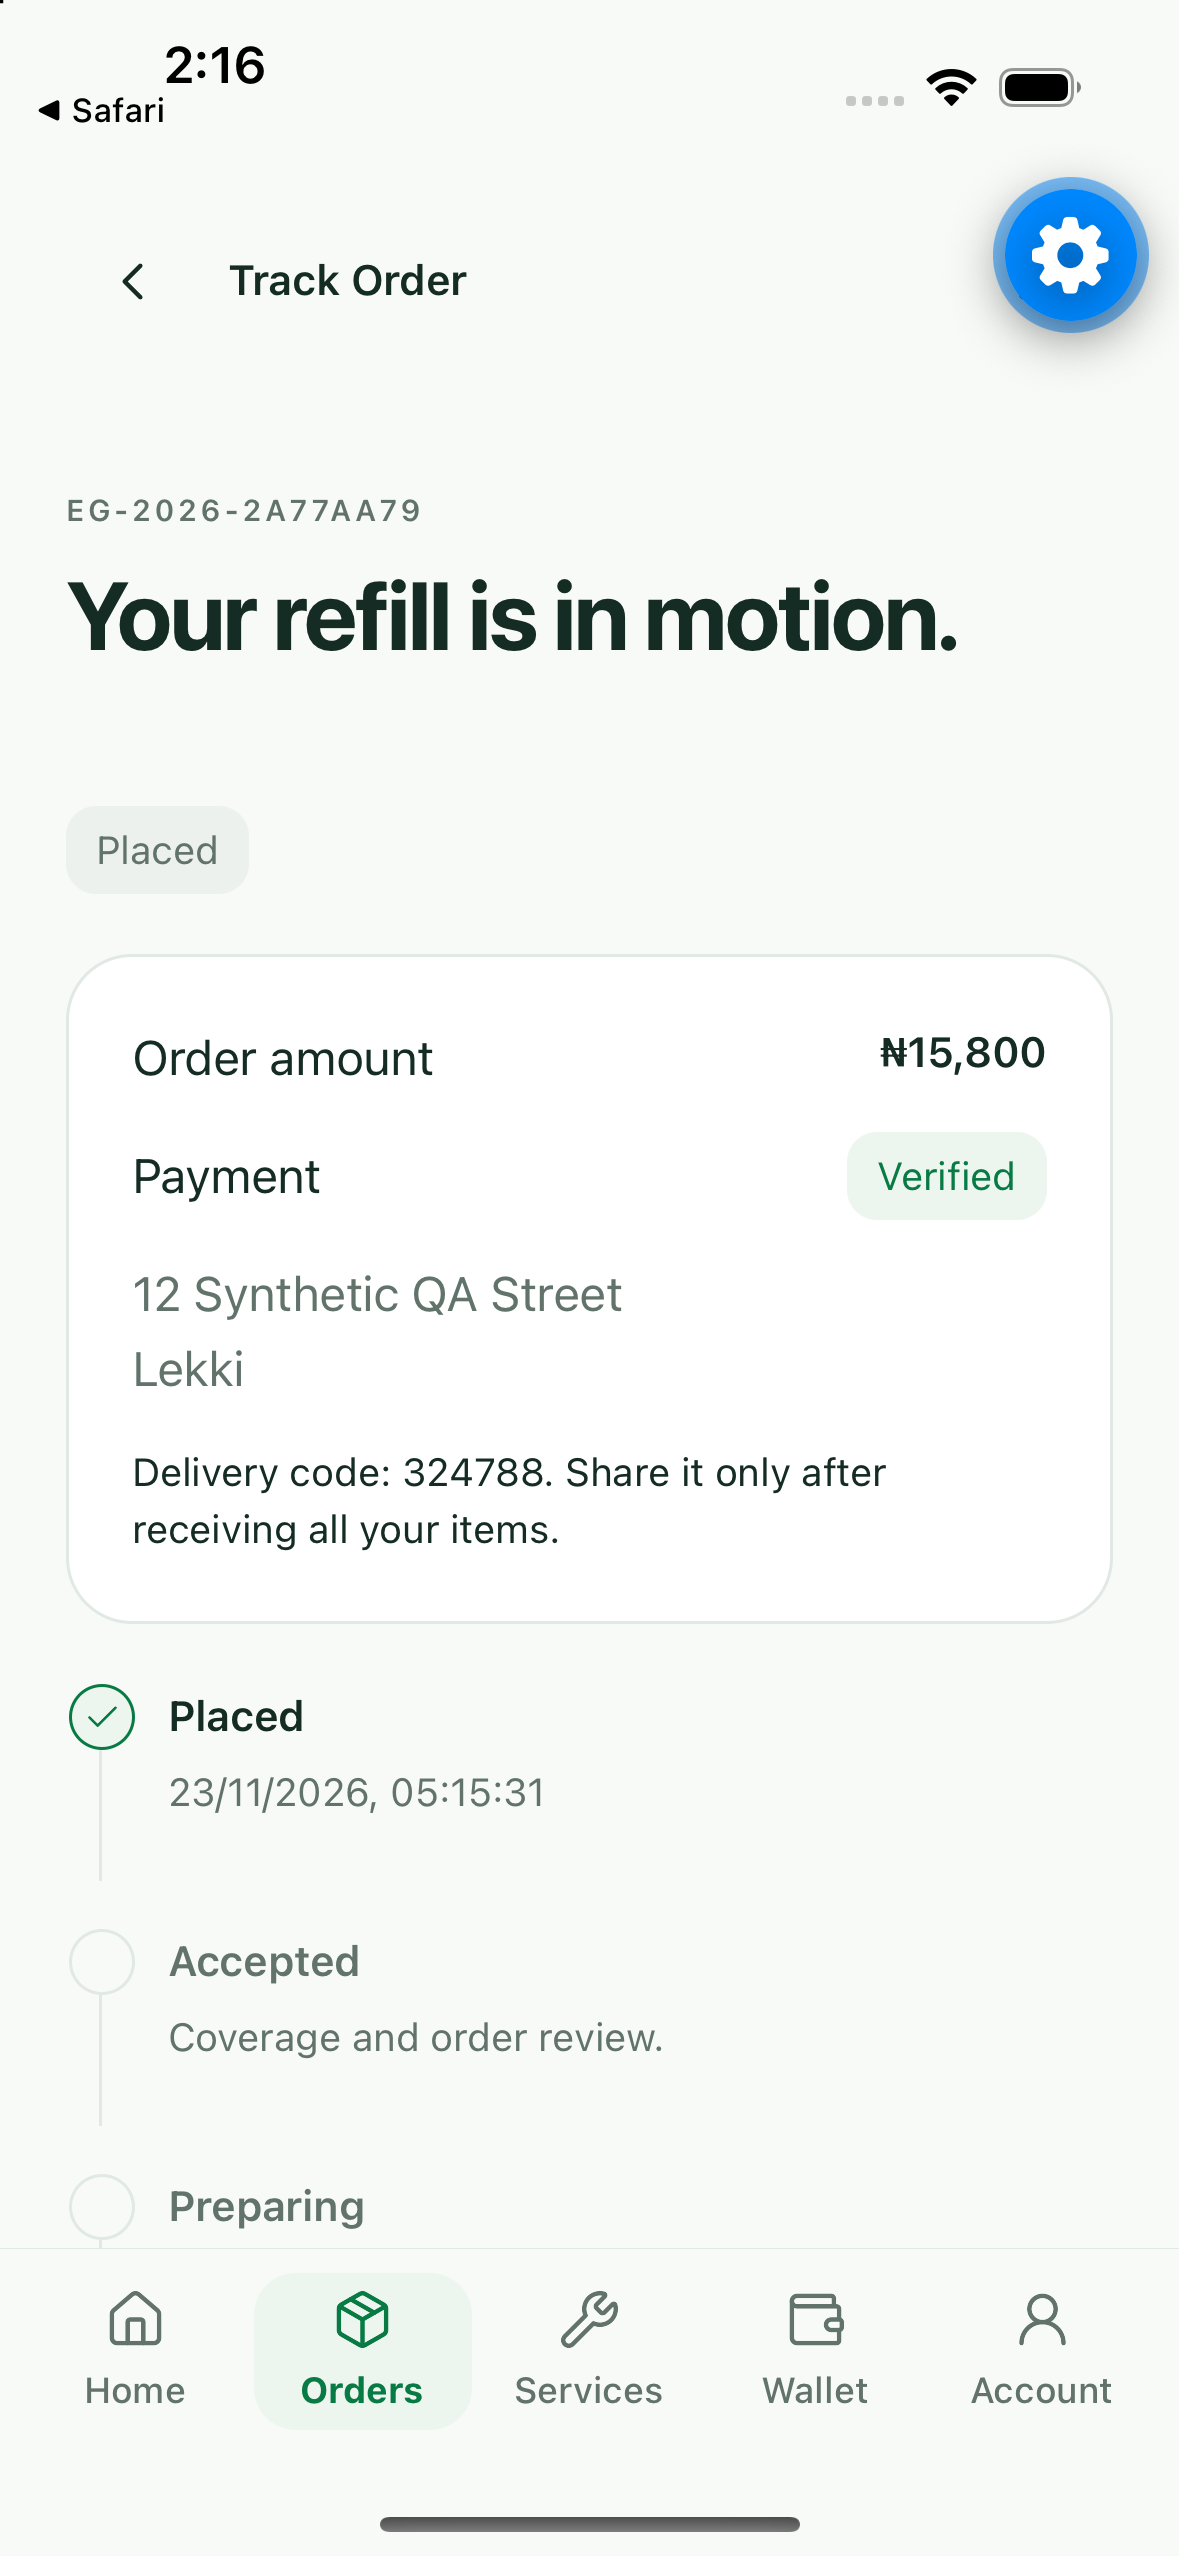 2:16
Safari
Track Order
EG-2026-2A77AA79
Your refill is in motion.
Placed
Order amount
₦15,800
Payment
Verified
12 Synthetic QA Street
Lekki
Delivery code: 324788. Share it only after
receiving all your items.
Placed
23/11/2026, 05:15:31
Accepted
Coverage and order review.
Preparing
Home
Orders
Services
Wallet
Account